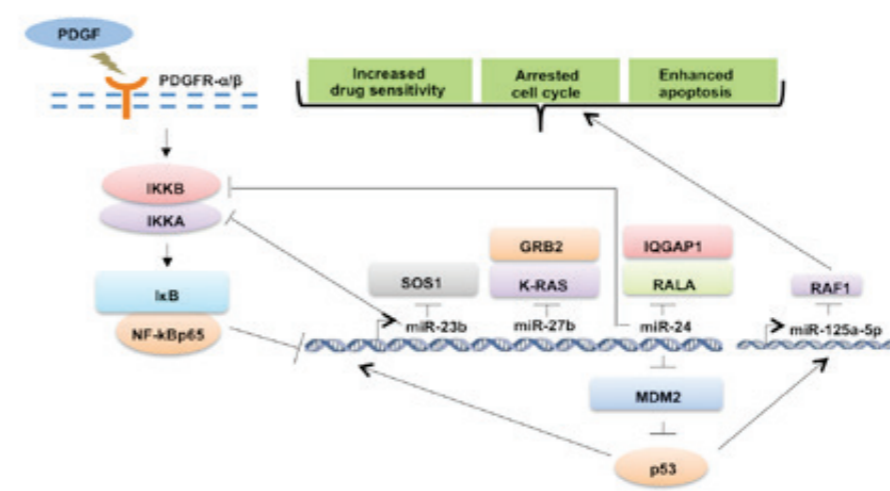 PDGF
PDGFR-α/β
Increased
drug sensitivity
Arrested
cell cycle
Enhanced
apoptosis
IKKB
IKKA
IκB
NF-kBp65
SOS1
GRB2
K-RAS
IQGAP1
RALA
RAF1
miR-23b
miR-27b
miR-24
miR-125a-5p
MDM2
p53